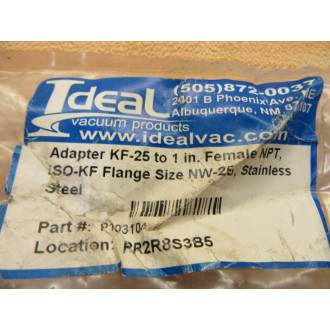 Ideal
vacuum products
(505)872-0037
2401 B Phoenix Ave. NE
Albuquerque, NM 87107
www.idealvac.com
Adapter KF-25 to 1 in. Female NPT,
ISO-KF Flange Size NW-25, Stainless
Steel
Part #:
Location: PR2R8S3B5